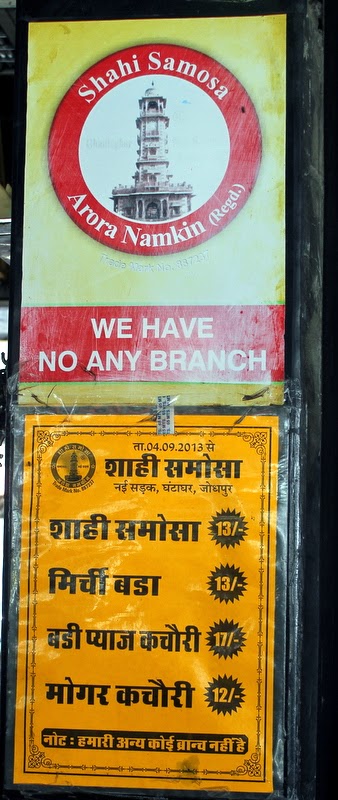 Shahi Samosa
Arora Namkin (Regd.)
WE HAVE
NO ANY BRANCH
ता.04.09.2013 से
शाही समोसा
नई सड़क, घंटाघर, जोधपुर
शाही समोसा 13/-
मिर्ची बडा 13/-
बडी प्याज कचौरी 17/-
मोगर कचौरी 12/-
नोट : हमारी अन्य कोई ब्रान्च नहीं है